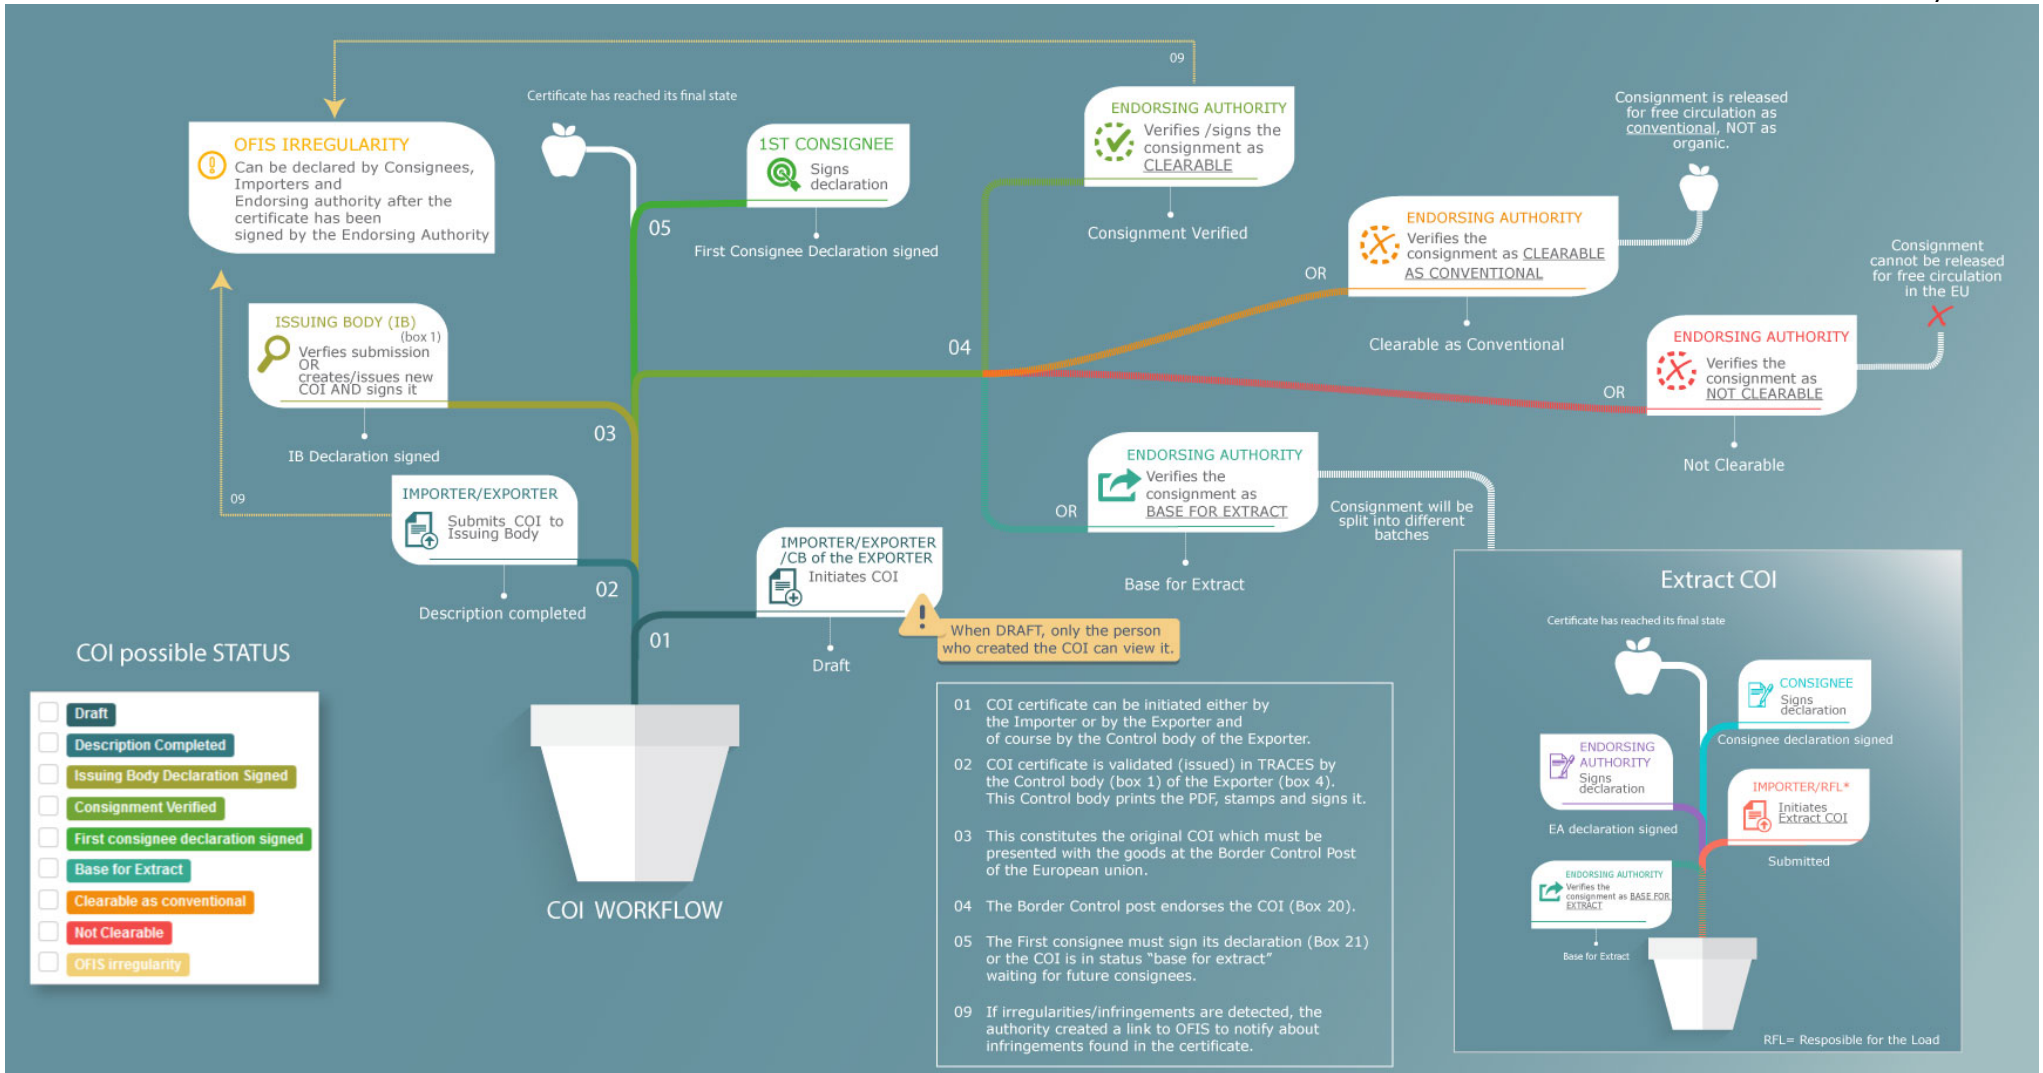 09
Certificate has reached its final state
OFIS IRREGULARITY
Can be declared by Consignees,
Importers and
Endorsing authority after the
certificate has been
signed by the Endorsing Authority
1ST CONSIGNEE
Signs
declaration
05
First Consignee Declaration signed
ENDORSING AUTHORITY
Verifies /signs the
consignment as
CLEARABLE
Consignment Verified
Consignment is released
for free circulation as
conventional, NOT as
organic.
ENDORSING AUTHORITY
Verifies the
consignment as CLEARABLE
AS CONVENTIONAL
OR
Clearable as Conventional
Consignment
cannot be released
for free circulation
in the EU
ENDORSING AUTHORITY
Verifies the
consignment as
NOT CLEARABLE
OR
Not Clearable
04
ISSUING BODY (IB)
(box 1)
Verfies submission
OR
creates/issues new
COI AND signs it
03
IB Declaration signed
09
IMPORTER/EXPORTER
Submits COI to
Issuing Body
02
Description completed
ENDORSING AUTHORITY
Verifies the
consignment as
BASE FOR EXTRACT
OR
Base for Extract
Consignment will be
split into different
batches
IMPORTER/EXPORTER
/CB of the EXPORTER
Initiates COI
01
Draft
When DRAFT, only the person
who created the COI can view it.
COI possible STATUS
Draft
Description Completed
Issuing Body Declaration Signed
Consignment Verified
First consignee declaration signed
Base for Extract
Clearable as conventional
Not Clearable
OFIS irregularity
COI WORKFLOW
01 COI certificate can be initiated either by
the Importer or by the Exporter and
of course by the Control body of the Exporter.
02 COI certificate is validated (issued) in TRACES by
the Control body (box 1) of the Exporter (box 4).
This Control body prints the PDF, stamps and signs it.
03 This constitutes the original COI which must be
presented with the goods at the Border Control Post
of the European union.
04 The Border Control post endorses the COI (Box 20).
05 The First consignee must sign its declaration (Box 21)
or the COI is in status “base for extract”
waiting for future consignees.
09 If irregularities/infringements are detected, the
authority created a link to OFIS to notify about
infringements found in the certificate.
Extract COI
Certificate has reached its final state
CONSIGNEE
Signs
declaration
Consignee declaration signed
ENDORSING
AUTHORITY
Signs
declaration
EA declaration signed
IMPORTER/RFL*
Initiates
Extract COI
Submitted
ENDORSING AUTHORITY
Verifies the
consignment as BASE FOR
EXTRACT
Base for Extract
RFL= Resposible for the Load